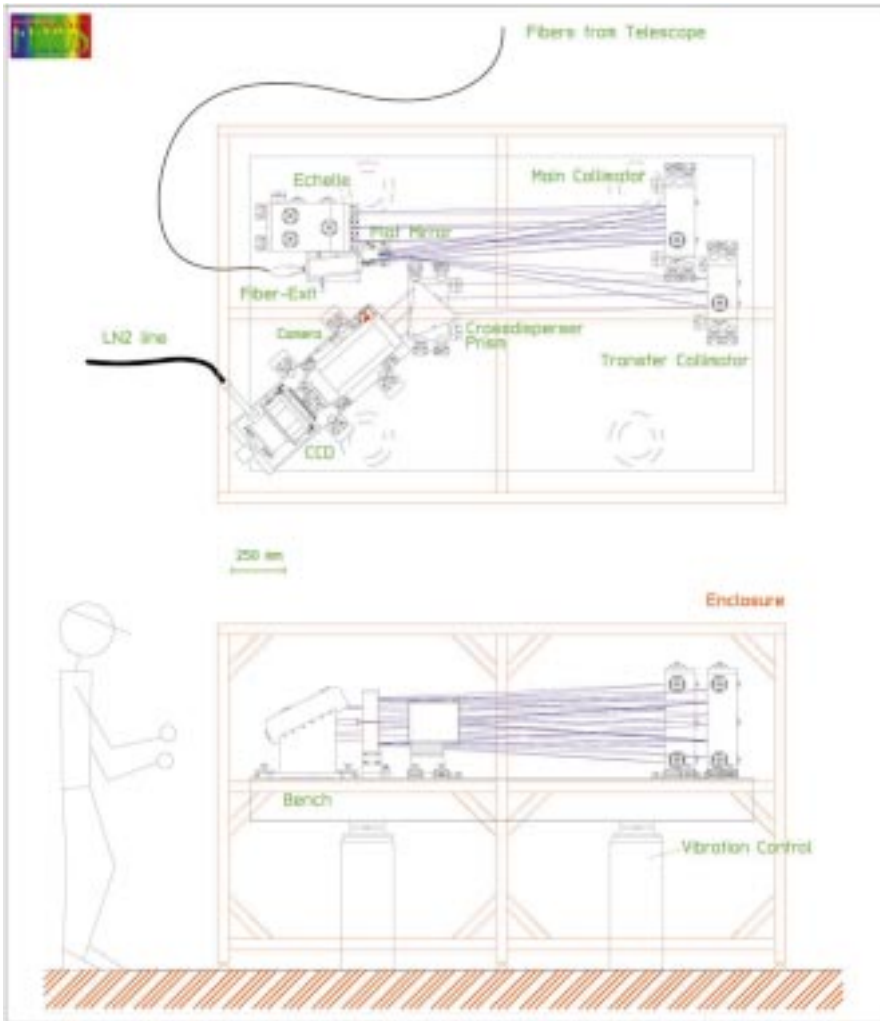 Fibers from Telescope
Echelle
Main Collimator
Flat Mirror
Fiber-Exit
LN2 line
Camera
Crossdisperser
Prism
Transfer Collimator
CCD
250 mm
Enclosure
Bench
Vibration Control